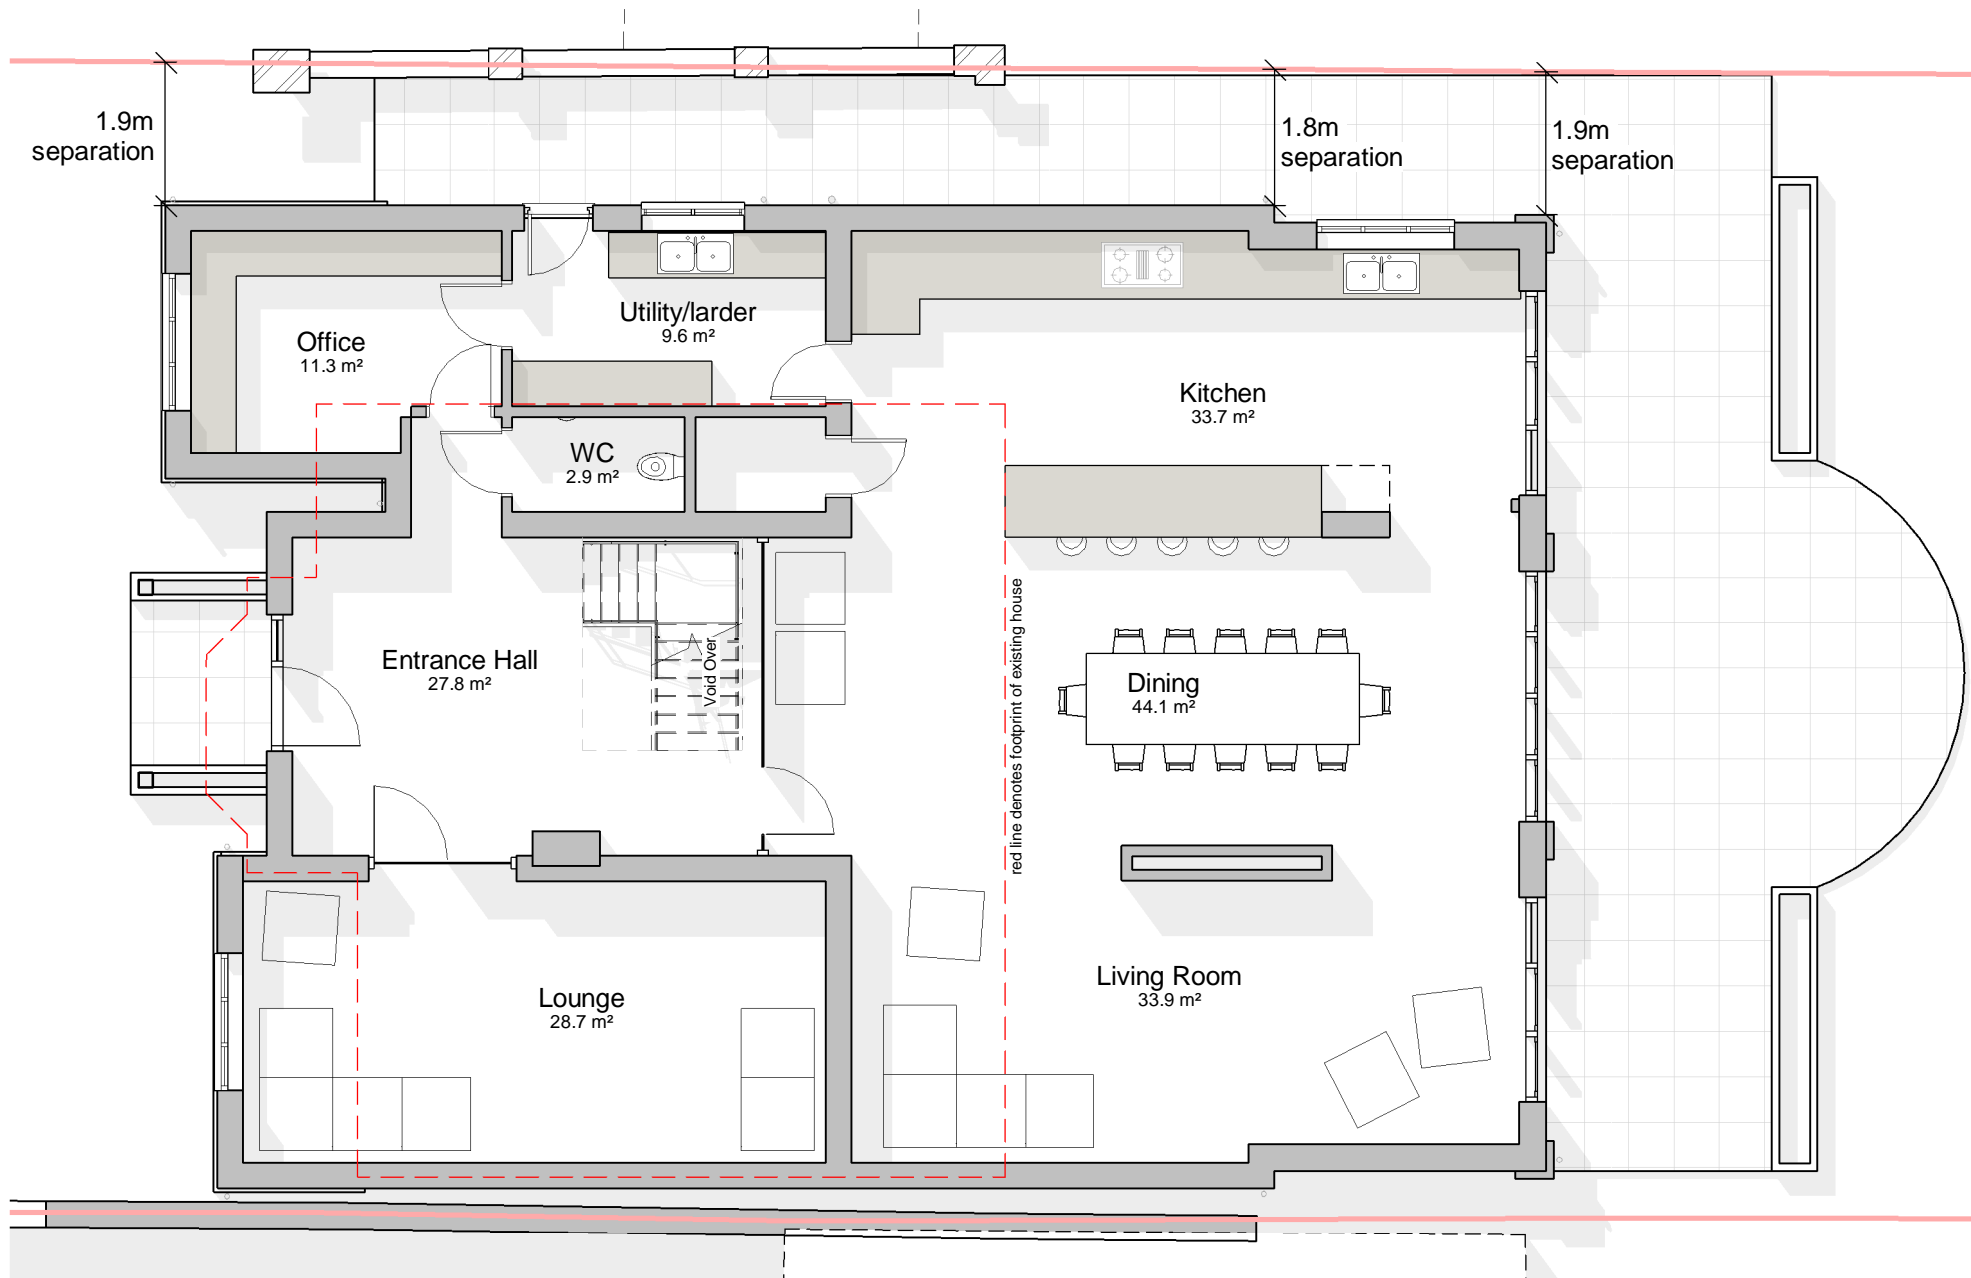 1.9m
separation
1.8m
separation
1.9m
separation
Office
11.3 m²
Utility/larder
9.6 m²
Kitchen
33.7 m²
WC
2.9 m²
Entrance Hall
27.8 m²
Void Over
red line denotes footprint of existing house
Dining
44.1 m²
Lounge
28.7 m²
Living Room
33.9 m²